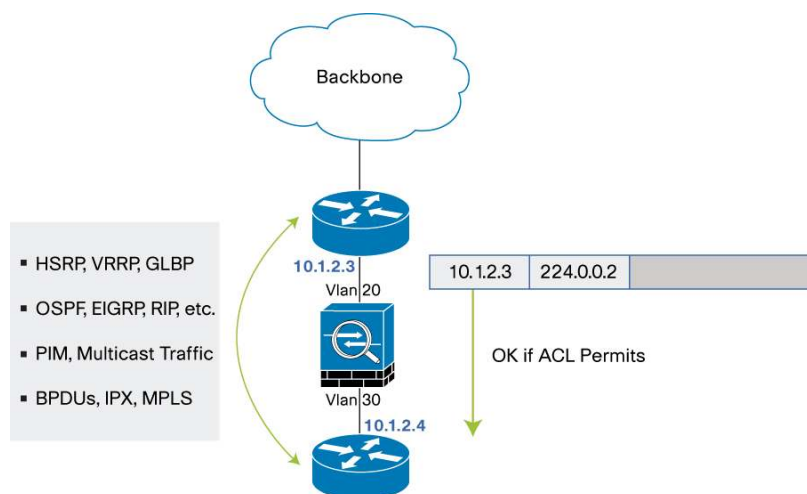 Backbone
▪ HSRP, VRRP, GLBP
▪ OSPF, EIGRP, RIP, etc.
▪ PIM, Multicast Traffic
▪ BPDUs, IPX, MPLS
10.1.2.3
Vlan 20
Vlan 30
10.1.2.4
10.1.2.3 224.0.0.2
OK if ACL Permits